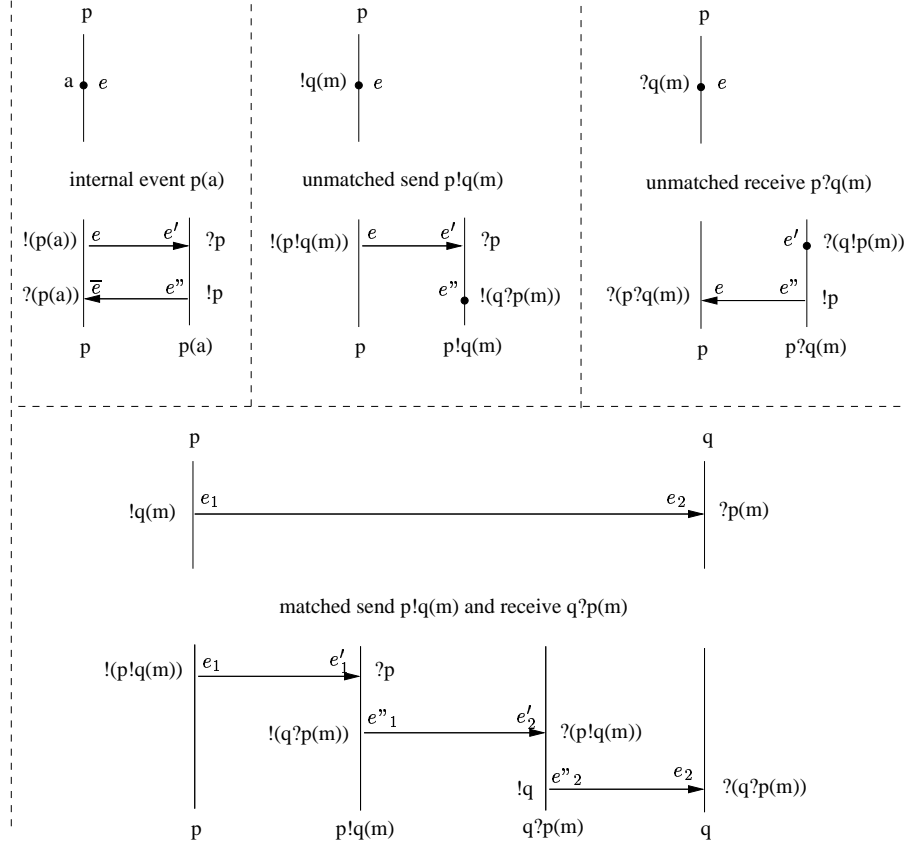 p p p
a e !q(m) e ?q(m) e
internal event p(a) unmatched send p!q(m) unmatched receive p?q(m)
!(p(a)) e e′ ?p !(p!q(m)) e e′ ?p e′ ?(q!p(m))
?(p(a)) e̅ e" !p e" !(q?p(m)) ?(p?q(m)) e e" !p
p p(a) p p!q(m) p p?q(m)
p q
!q(m) e₁ e₂ ?p(m)
matched send p!q(m) and receive q?p(m)
!(p!q(m)) e₁ e′₁ ?p
!(q?p(m)) e"₁ e′₂ ?(p!q(m))
!q e"₂ e₂ ?(q?p(m))
p p!q(m) q?p(m) q